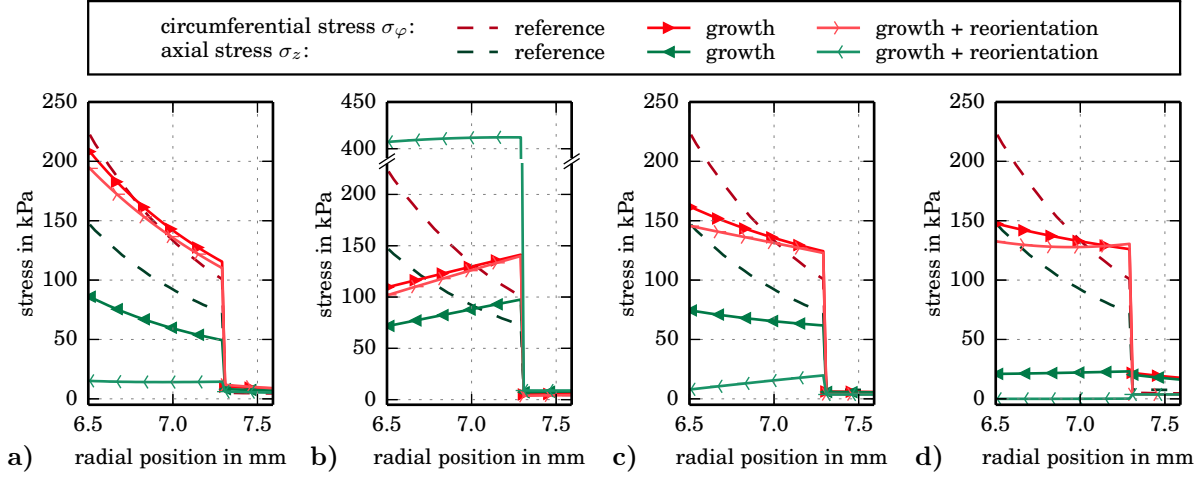 circumferential stress σφ: reference growth growth + reorientation
axial stress σz: reference growth growth + reorientation
250 450 250 250
400
200 200 200 200
150 150 150 150
100 100 100 100
50 50 50 50
0 0 0 0
stress in kPa stress in kPa stress in kPa stress in kPa
6.5 7.0 7.5 6.5 7.0 7.5 6.5 7.0 7.5 6.5 7.0 7.5
a) radial position in mm b) radial position in mm c) radial position in mm d) radial position in mm